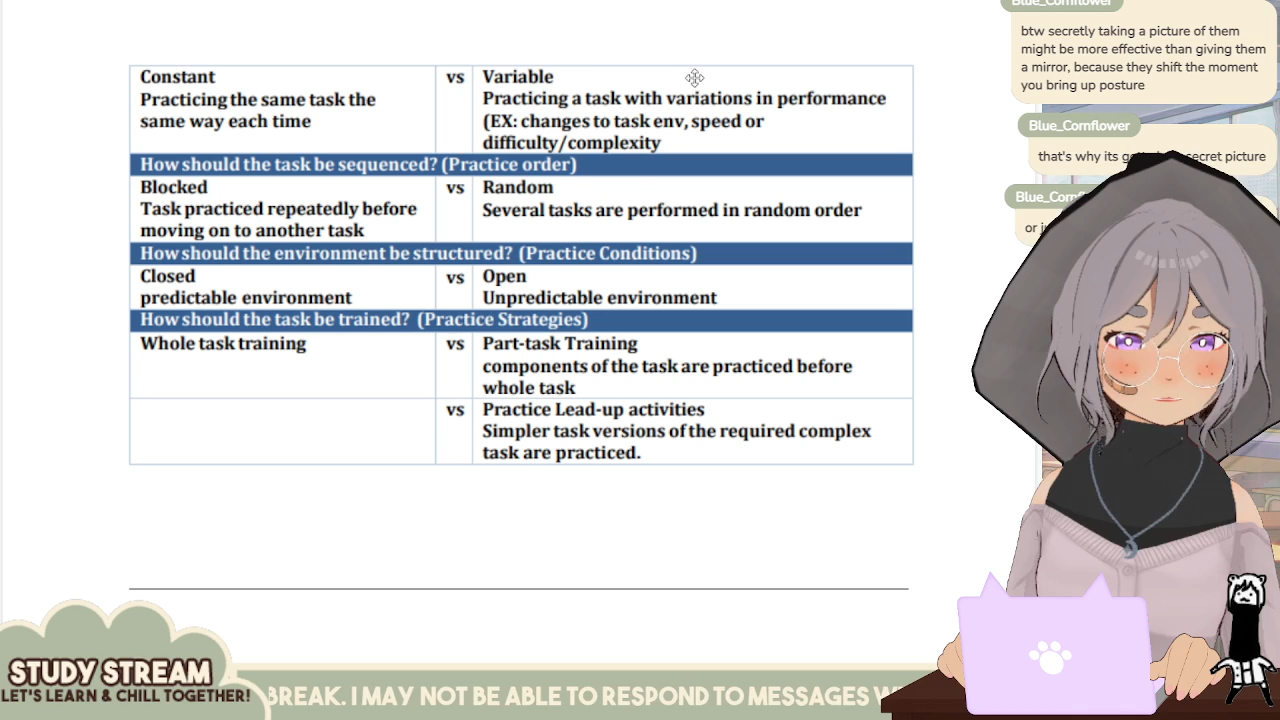 Constant vs Variable
Practicing the same task the
same way each time
Practicing a task with variations in performance
(EX: changes to task env, speed or
difficulty/complexity
How should the task be sequenced? (Practice order)
Blocked vs Random
Task practiced repeatedly before
moving on to another task
Several tasks are performed in random order
How should the environment be structured? (Practice Conditions)
Closed vs Open
predictable environment
Unpredictable environment
How should the task be trained? (Practice Strategies)
Whole task training vs Part-task Training
components of the task are practiced before
whole task
vs Practice Lead-up activities
Simpler task versions of the required complex
task are practiced.
Blue_Cornflower
btw secretly taking a picture of them
might be more effective than giving them
a mirror, because they shift the moment
you bring up posture
Blue_Cornflower
that's why its secret picture
or
STUDY STREAM
LET'S LEARN & CHILL TOGETHER!
BREAK. I MAY NOT BE ABLE TO RESPOND TO MESSAGES